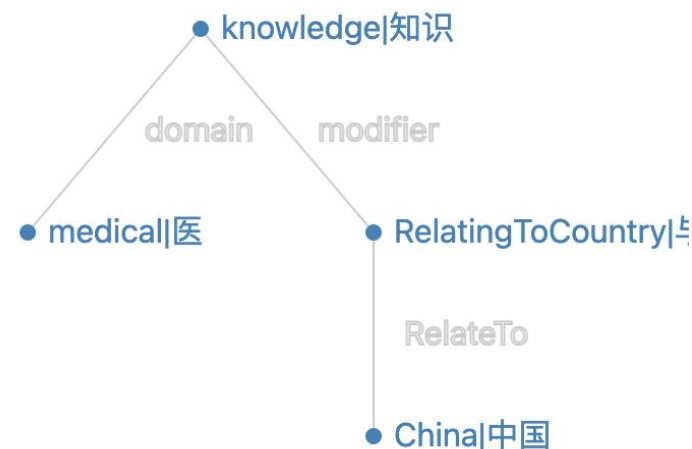 knowledge|知识
domain
modifier
medical|医
RelatingToCountry|
RelateTo
China|中国